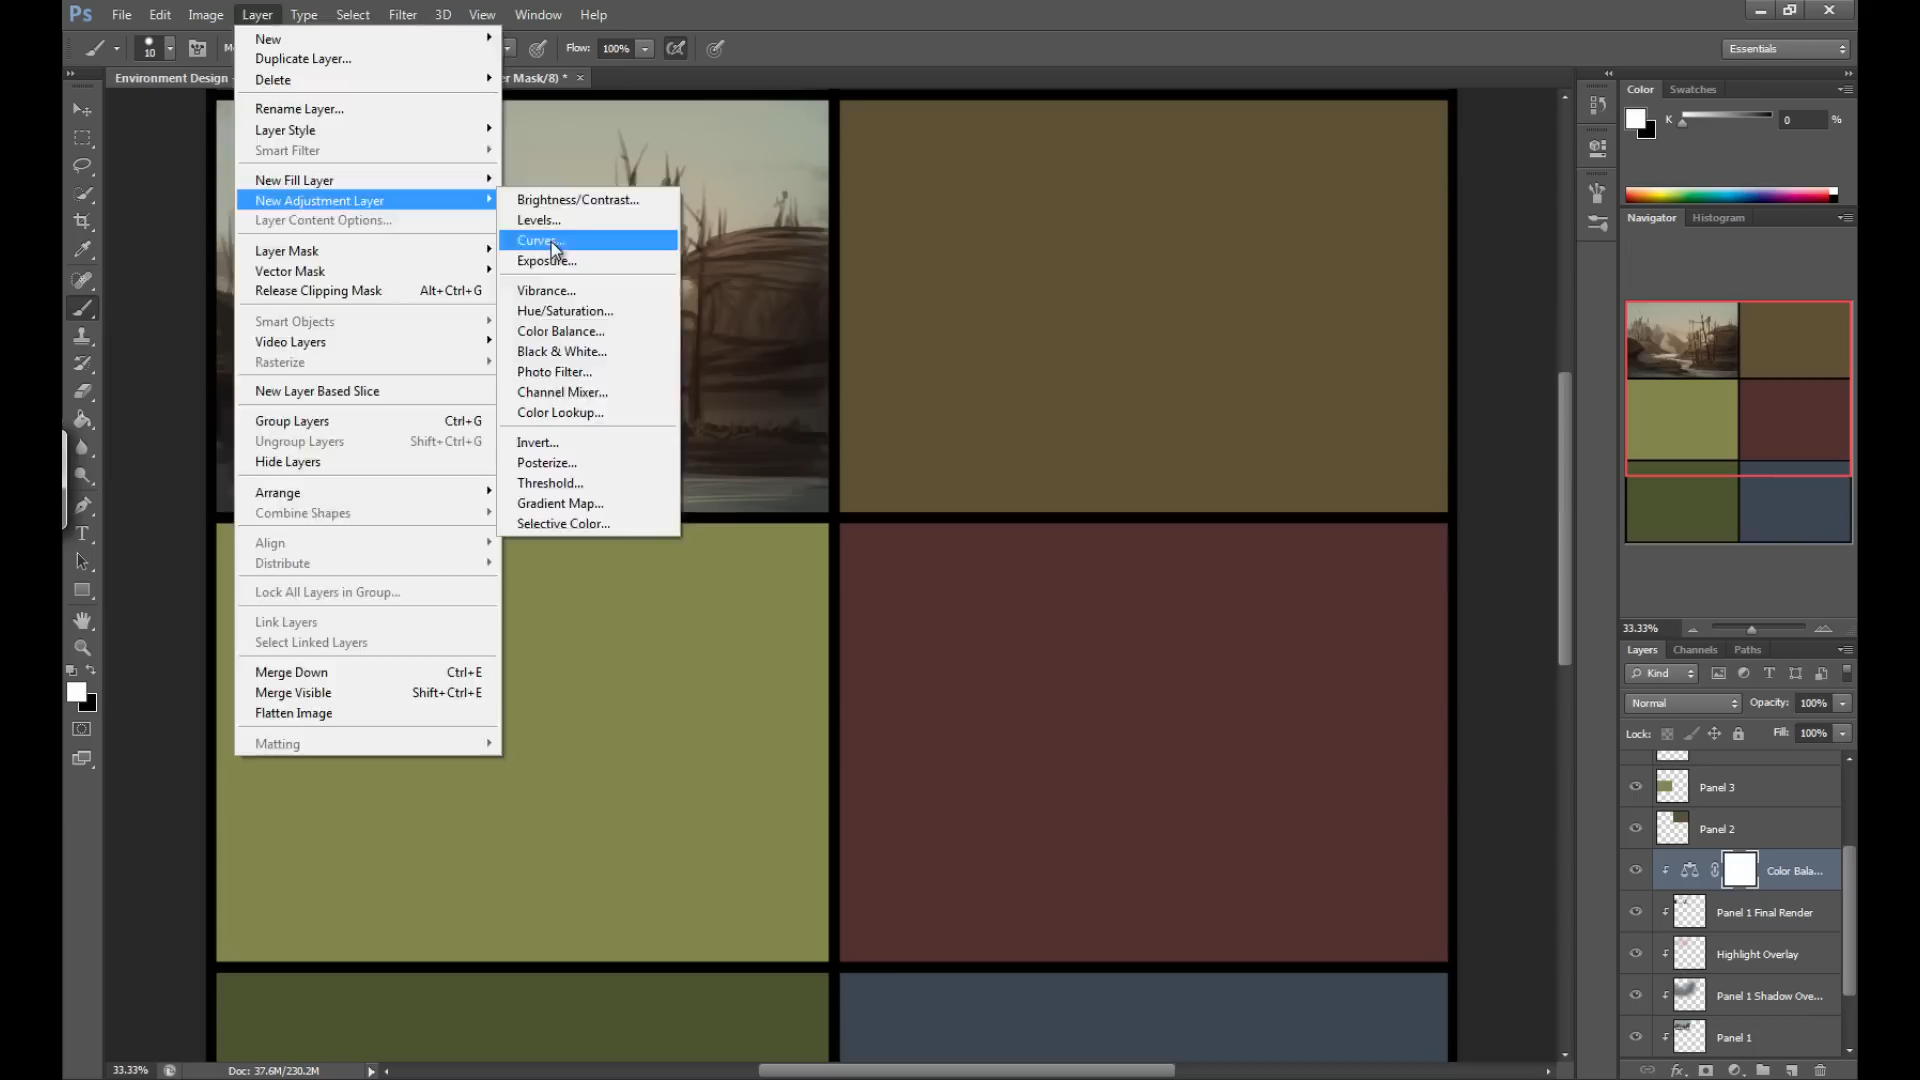 Ps File Edit Image Layer Type Select Filter 3D View Window Help
10 Flow: 100% Essentials
Environment Design er Mask/8) * ×
New
Duplicate Layer...
Delete
Rename Layer...
Layer Style
Smart Filter
New Fill Layer
New Adjustment Layer
Layer Content Options...
Layer Mask
Vector Mask
Release Clipping Mask Alt+Ctrl+G
Smart Objects
Video Layers
Rasterize
New Layer Based Slice
Group Layers Ctrl+G
Ungroup Layers Shift+Ctrl+G
Hide Layers
Arrange
Combine Shapes
Align
Distribute
Lock All Layers in Group...
Link Layers
Select Linked Layers
Merge Down Ctrl+E
Merge Visible Shift+Ctrl+E
Flatten Image
Matting
Brightness/Contrast...
Levels...
Curves...
Exposure...
Vibrance...
Hue/Saturation...
Color Balance...
Black & White...
Photo Filter...
Channel Mixer...
Color Lookup...
Invert...
Posterize...
Threshold...
Gradient Map...
Selective Color...
Color Swatches
K 0 %
Navigator Histogram
33.33%
Layers Channels Paths
Kind
Normal Opacity: 100%
Lock: Fill: 100%
Panel 3
Panel 2
Color Bala...
Panel 1 Final Render
Highlight Overlay
Panel 1 Shadow Ove...
Panel 1
33.33% Doc: 37.6M/230.2M